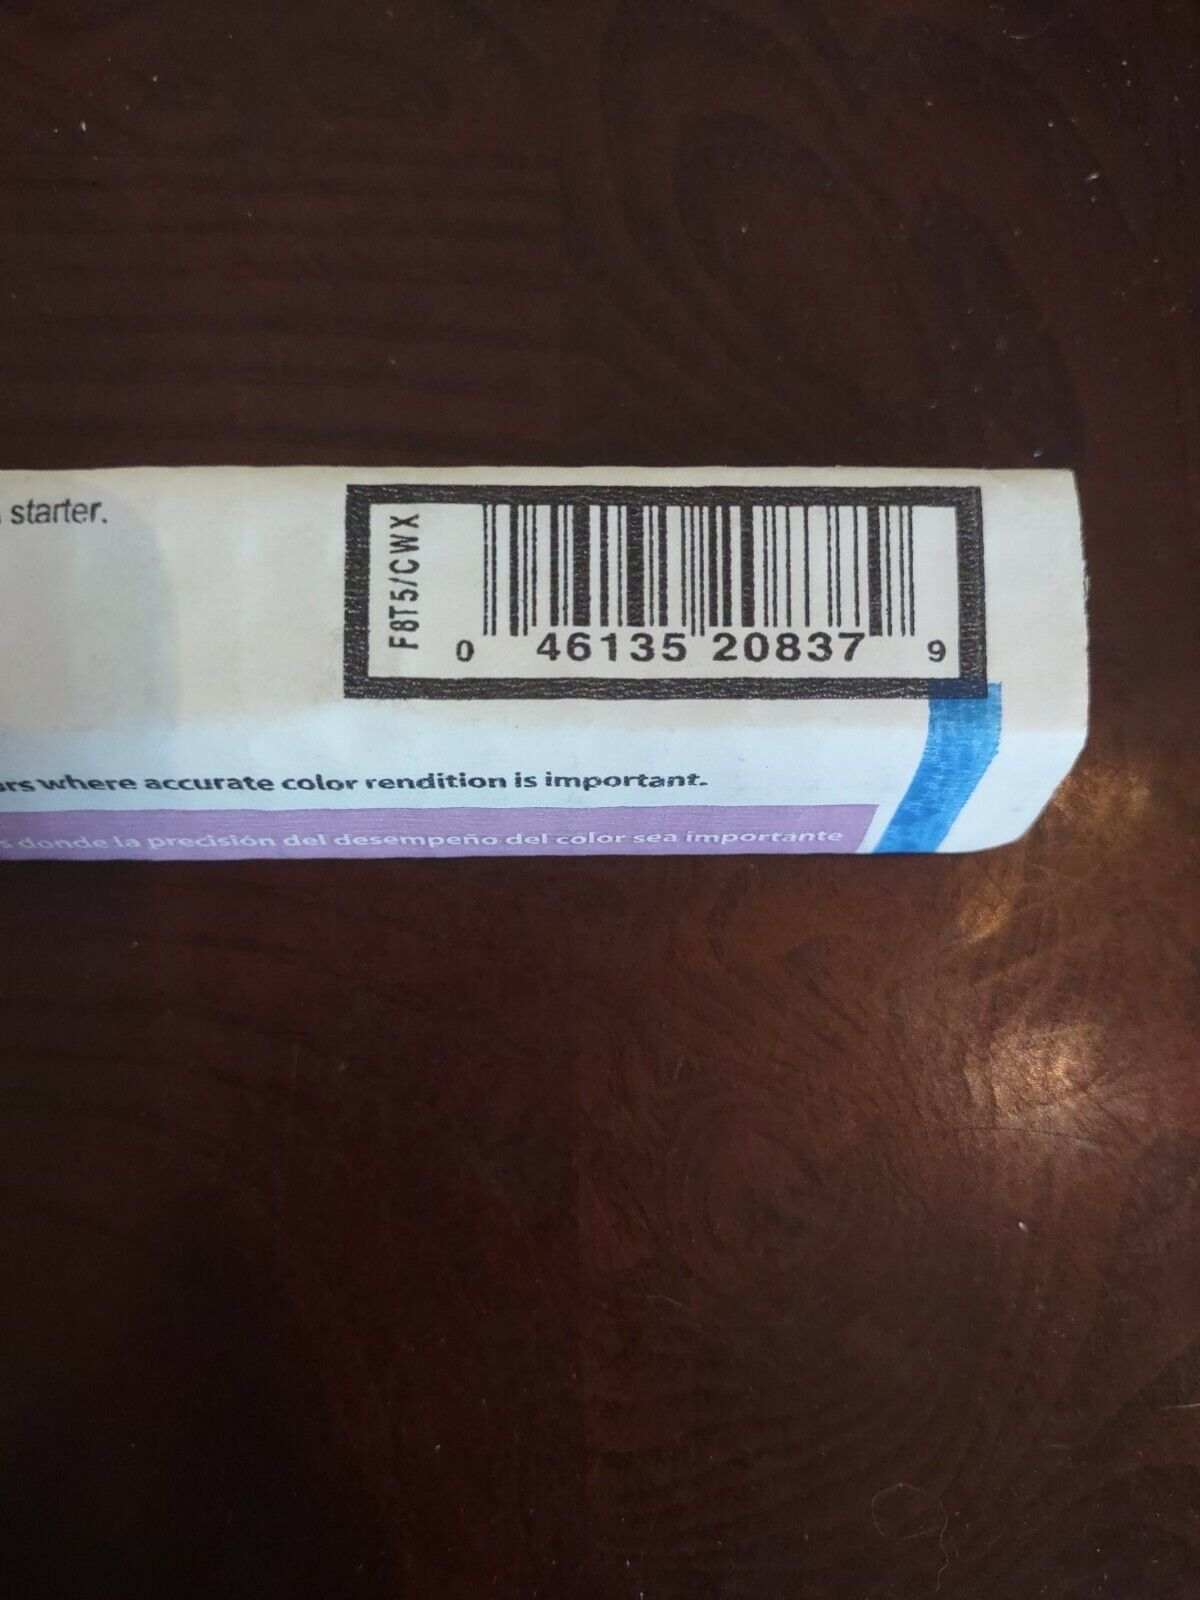 starter.
F8T5/CWX
0 46135 20837 9
where accurate color rendition is important.
donde la precisión del desempeño del color sea importante